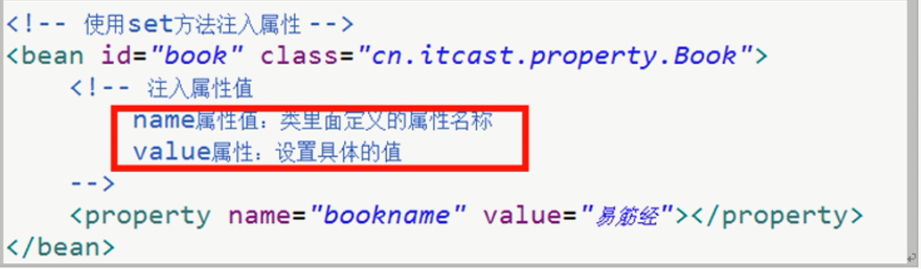 <!-- 使用set方法注入属性 -->
<bean id="book" class="cn.itcast.property.Book">
<!-- 注入属性值
name属性值：类里面定义的属性名称
value属性：设置具体的值
-->
<property name="bookname" value="易筋经"></property>
</bean>